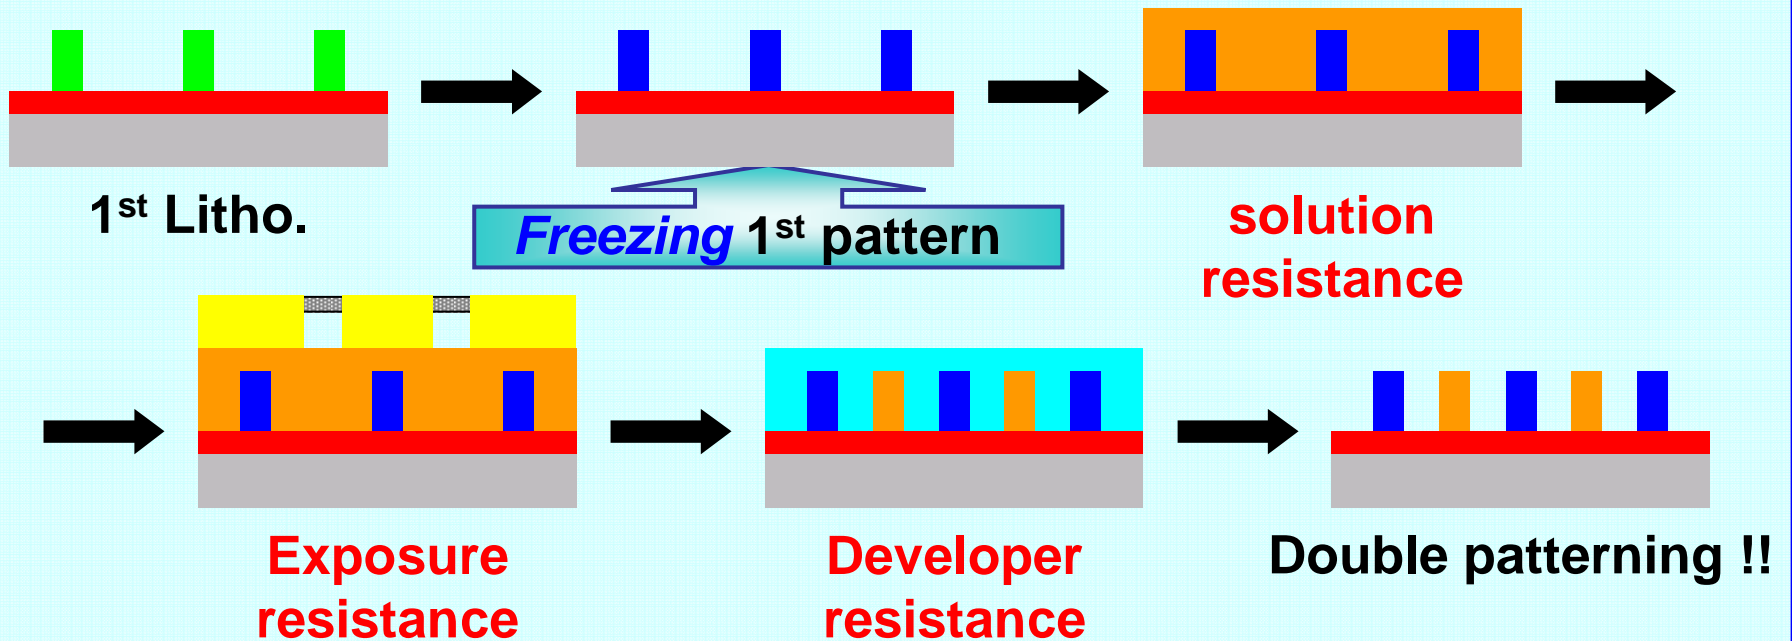 1st Litho.
Freezing 1st pattern
solution
resistance
Exposure
resistance
Developer
resistance
Double patterning !!